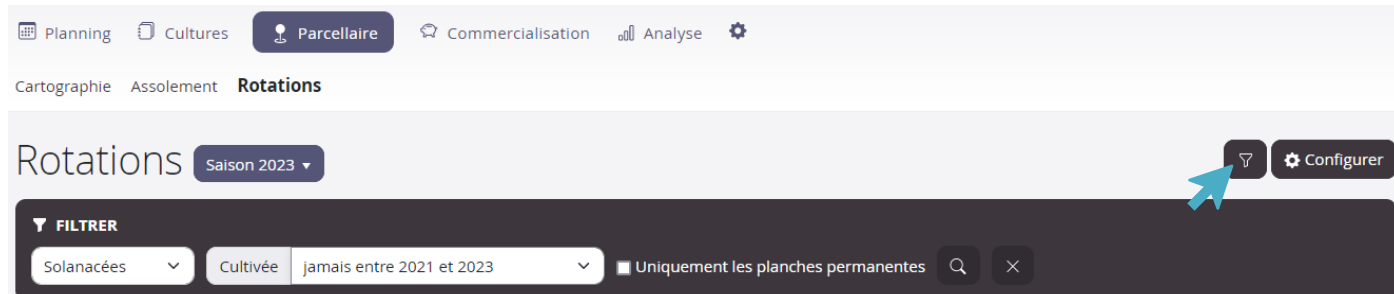 Planning Cultures Parcellaire Commercialisation Analyse
Cartographie Assolement Rotations
Rotations Saison 2023 Configurer
FILTRER
Solanacées Cultivée jamais entre 2021 et 2023 Uniquement les planches permanentes